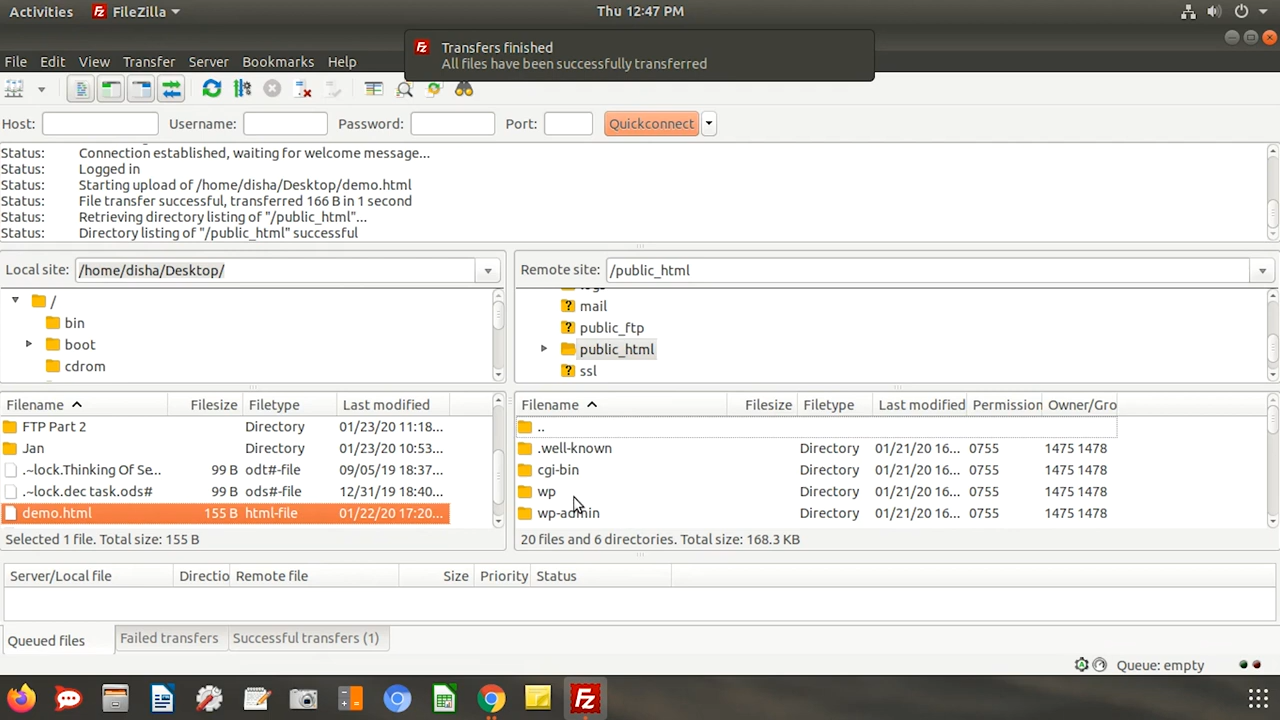 Activities FileZilla Thu 12:47 PM
Transfers finished
All files have been successfully transferred
File Edit View Transfer Server Bookmarks Help
Host: Username: Password: Port: Quickconnect
Status: Connection established, waiting for welcome message...
Status: Logged in
Status: Starting upload of /home/disha/Desktop/demo.html
Status: File transfer successful, transferred 166 B in 1 second
Status: Retrieving directory listing of "/public_html"...
Status: Directory listing of "/public_html" successful
Local site: /home/disha/Desktop/
/
bin
boot
cdrom
Remote site: /public_html
mail
public_ftp
public_html
ssl
Filename Filesize Filetype Last modified
FTP Part 2 Directory 01/23/20 11:18...
Jan Directory 01/23/20 10:53...
.~lock.Thinking Of Se... 99 B odt#-file 09/05/19 18:37...
.~lock.dec task.ods# 99 B ods#-file 12/31/19 18:40...
demo.html 155 B html-file 01/22/20 17:20...
Selected 1 file. Total size: 155 B
Filename Filesize Filetype Last modified Permission Owner/Gro
..
.well-known Directory 01/21/20 16... 0755 1475 1478
cgi-bin Directory 01/21/20 16... 0755 1475 1478
wp Directory 01/21/20 16... 0755 1475 1478
wp-admin Directory 01/21/20 16... 0755 1475 1478
20 files and 6 directories. Total size: 168.3 KB
Server/Local file Directio Remote file Size Priority Status
Queued files Failed transfers Successful transfers (1)
Queue: empty